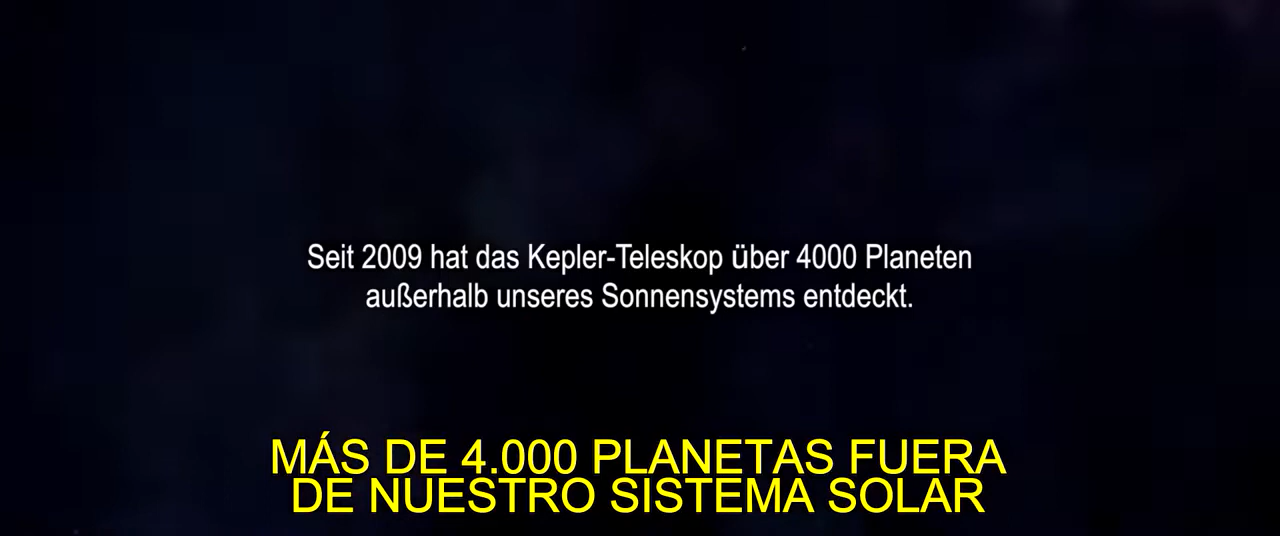 Seit 2009 hat das Kepler-Teleskop über 4000 Planeten
außerhalb unseres Sonnensystems entdeckt.
MÁS DE 4.000 PLANETAS FUERA
DE NUESTRO SISTEMA SOLAR